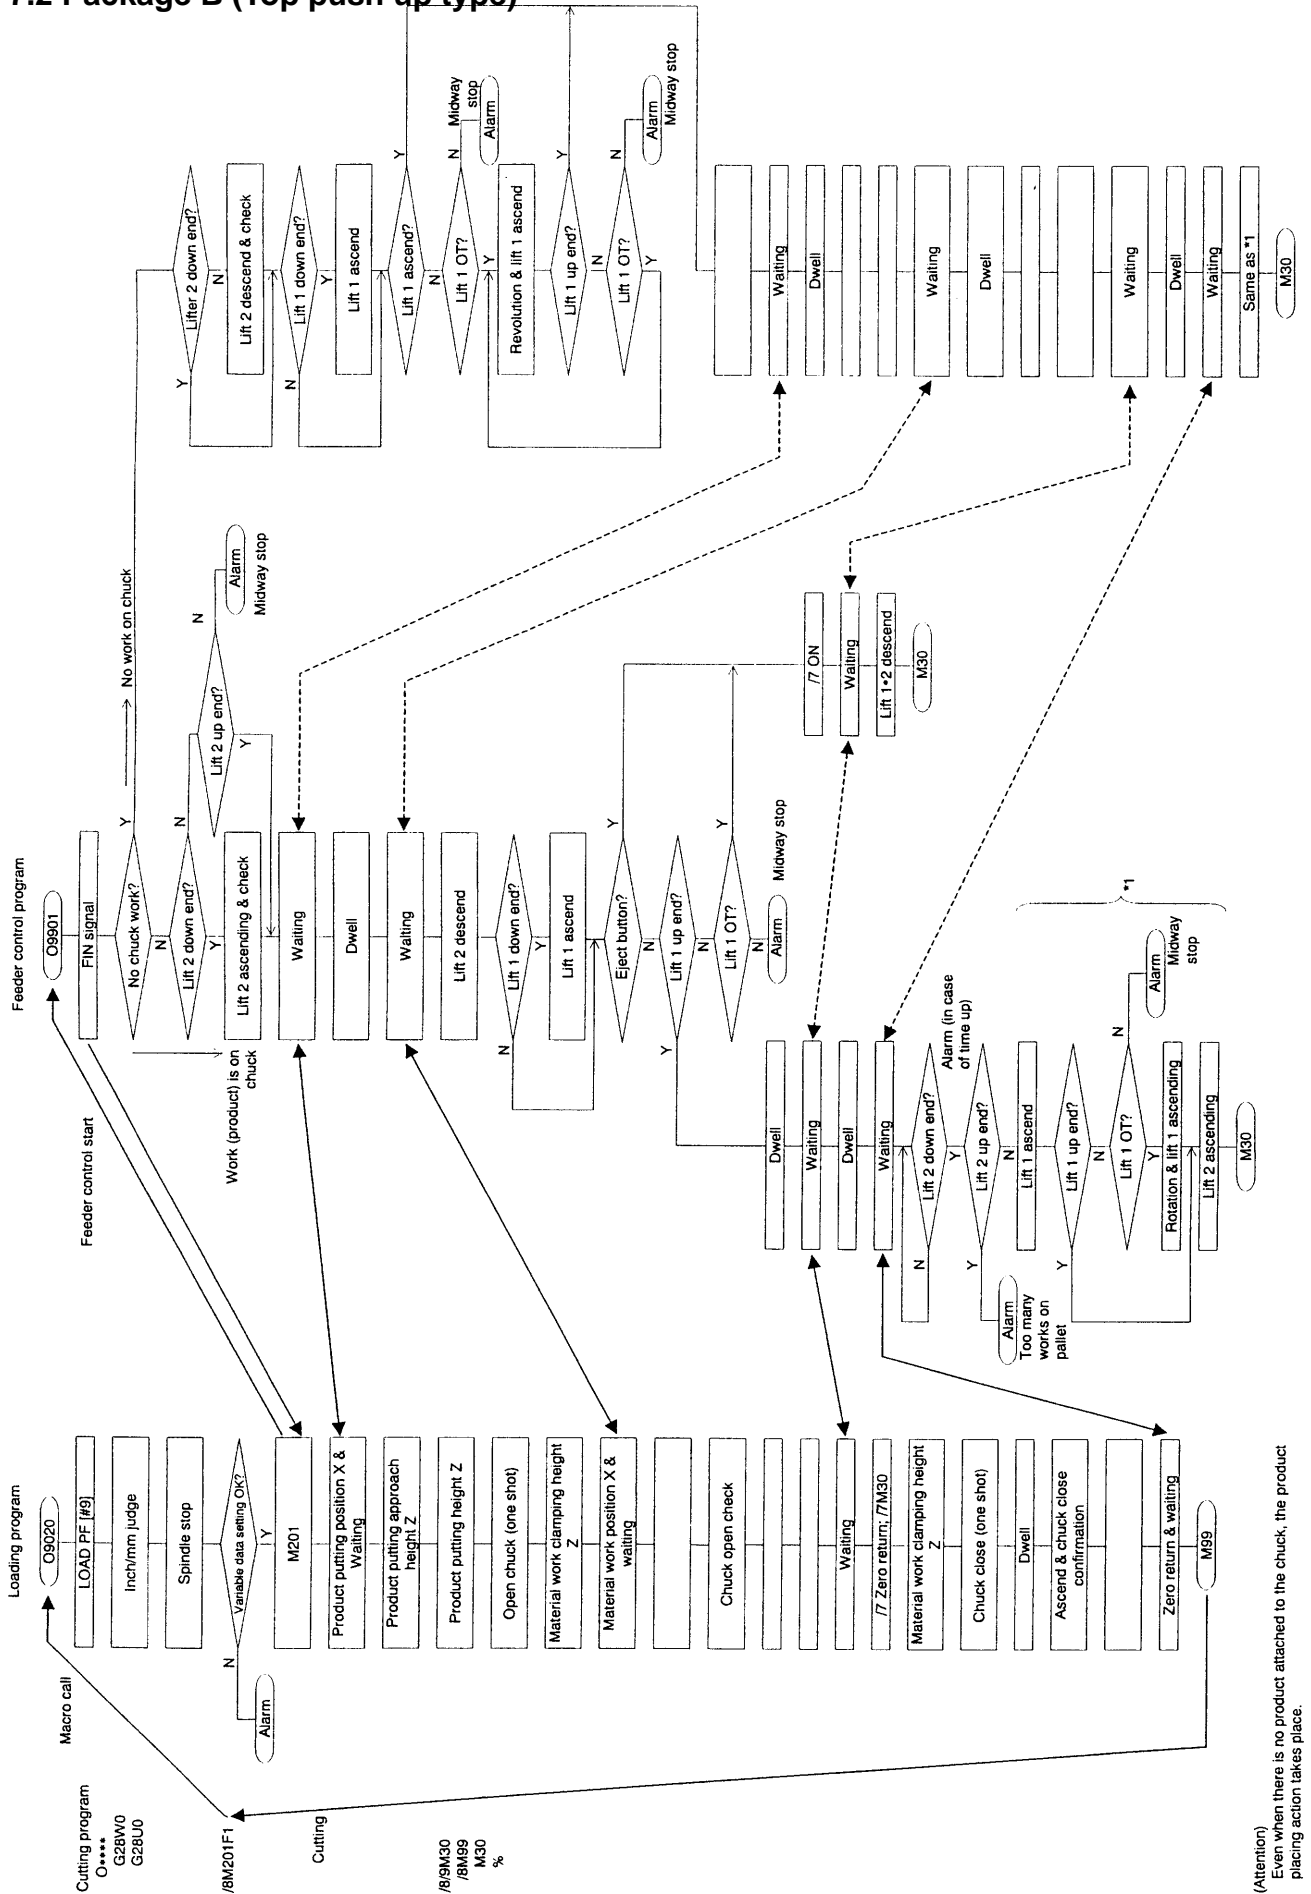 7.2 Package B (Top push-up type)
Cutting program
O****
G28W0
G28U0
/8M201F1
Cutting
/8/9M30
/8M99
M30
%
Macro call
Loading program
O9020
LOAD PF [#9]
Inch/mm judge
Spindle stop
Variable data setting OK?
N
Alarm
Y
M201
Product putting position X &
Waiting
Product putting approach
height Z
Product putting height Z
Open chuck (one shot)
Material work clamping height
Z
Material work position X &
waiting
Chuck open check
Waiting
/7 Zero return; /7M30
Material work clamping height
Z
Chuck close (one shot)
Dwell
Ascend & chuck close
confirmation
Zero return & waiting
M99
Feeder control start
Feeder control program
O9901
FIN signal
No chuck work?
Y
No work on chuck
N
Lift 2 down end?
N
Lift 2 up end?
N
Alarm
Midway stop
Y
Y
Lift 2 ascending & check
Work (product) is on
chuck
Waiting
Dwell
Waiting
Lift 2 descend
Lift 1 down end?
N
Y
Lift 1 ascend
Eject button?
Y
N
Lift 1 up end?
Y
N
Lift 1 OT?
Y
N
Alarm
Midway stop
/7 ON
Waiting
Lift 1•2 descend
M30
Dwell
Waiting
Dwell
Waiting
Alarm (in case
of time up)
Lift 2 down end?
N
Y
Lift 2 up end?
Y
Alarm
Too many
works on
pallet
N
Lift 1 ascend
Lift 1 up end?
Y
N
Lift 1 OT?
N
Alarm
Midway
stop
Y
Rotation & lift 1 ascending
Lift 2 ascending
*1
M30
Lifter 2 down end?
Y
N
Lift 2 descend & check
Lift 1 down end?
N
Y
Lift 1 ascend
Lift 1 ascend?
Y
N
Lift 1 OT?
N
Midway
stop
Alarm
Y
Revolution & lift 1 ascend
Lift 1 up end?
Y
N
Lift 1 OT?
N
Alarm
Midway stop
Y
Waiting
Dwell
Waiting
Dwell
Waiting
Dwell
Waiting
Same as *1
M30
(Attention)
Even when there is no product attached to the chuck, the product
placing action takes place.